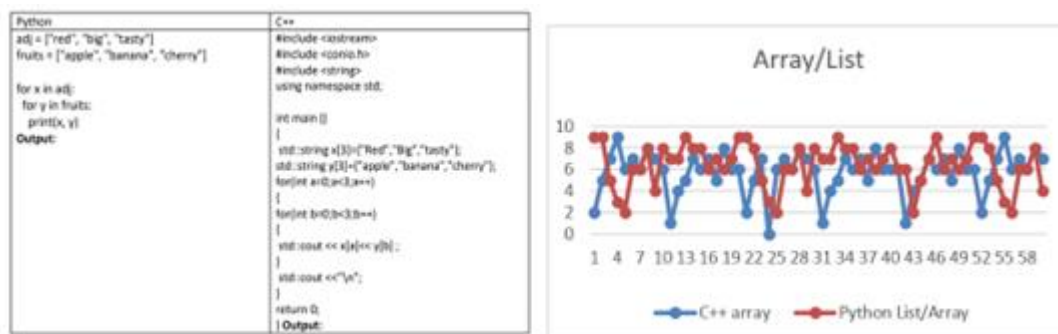 Python
adj = ["red", "big", "tasty"]
fruits = ["apple", "banana", "cherry"]
for x in adj:
for y in fruits:
print(x, y)
Output:
C++
#include <iostream>
#include <conio.h>
#include <string>
using namespace std;
int main ()
{
std::string x[3]={"Red","Big","tasty"};
std::string y[3]={"apple","banana","cherry"};
for(int a=0;a<3;a++)
{
for(int b=0;b<3;b++)
{
std::cout << x[a]<< y[b] ;
}
std::cout <<"\n";
}
return 0;
} Output:
Array/List
10
8
6
4
2
0
1 4 7 10 13 16 19 22 25 28 31 34 37 40 43 46 49 52 55 58
C++ array
Python List/Array